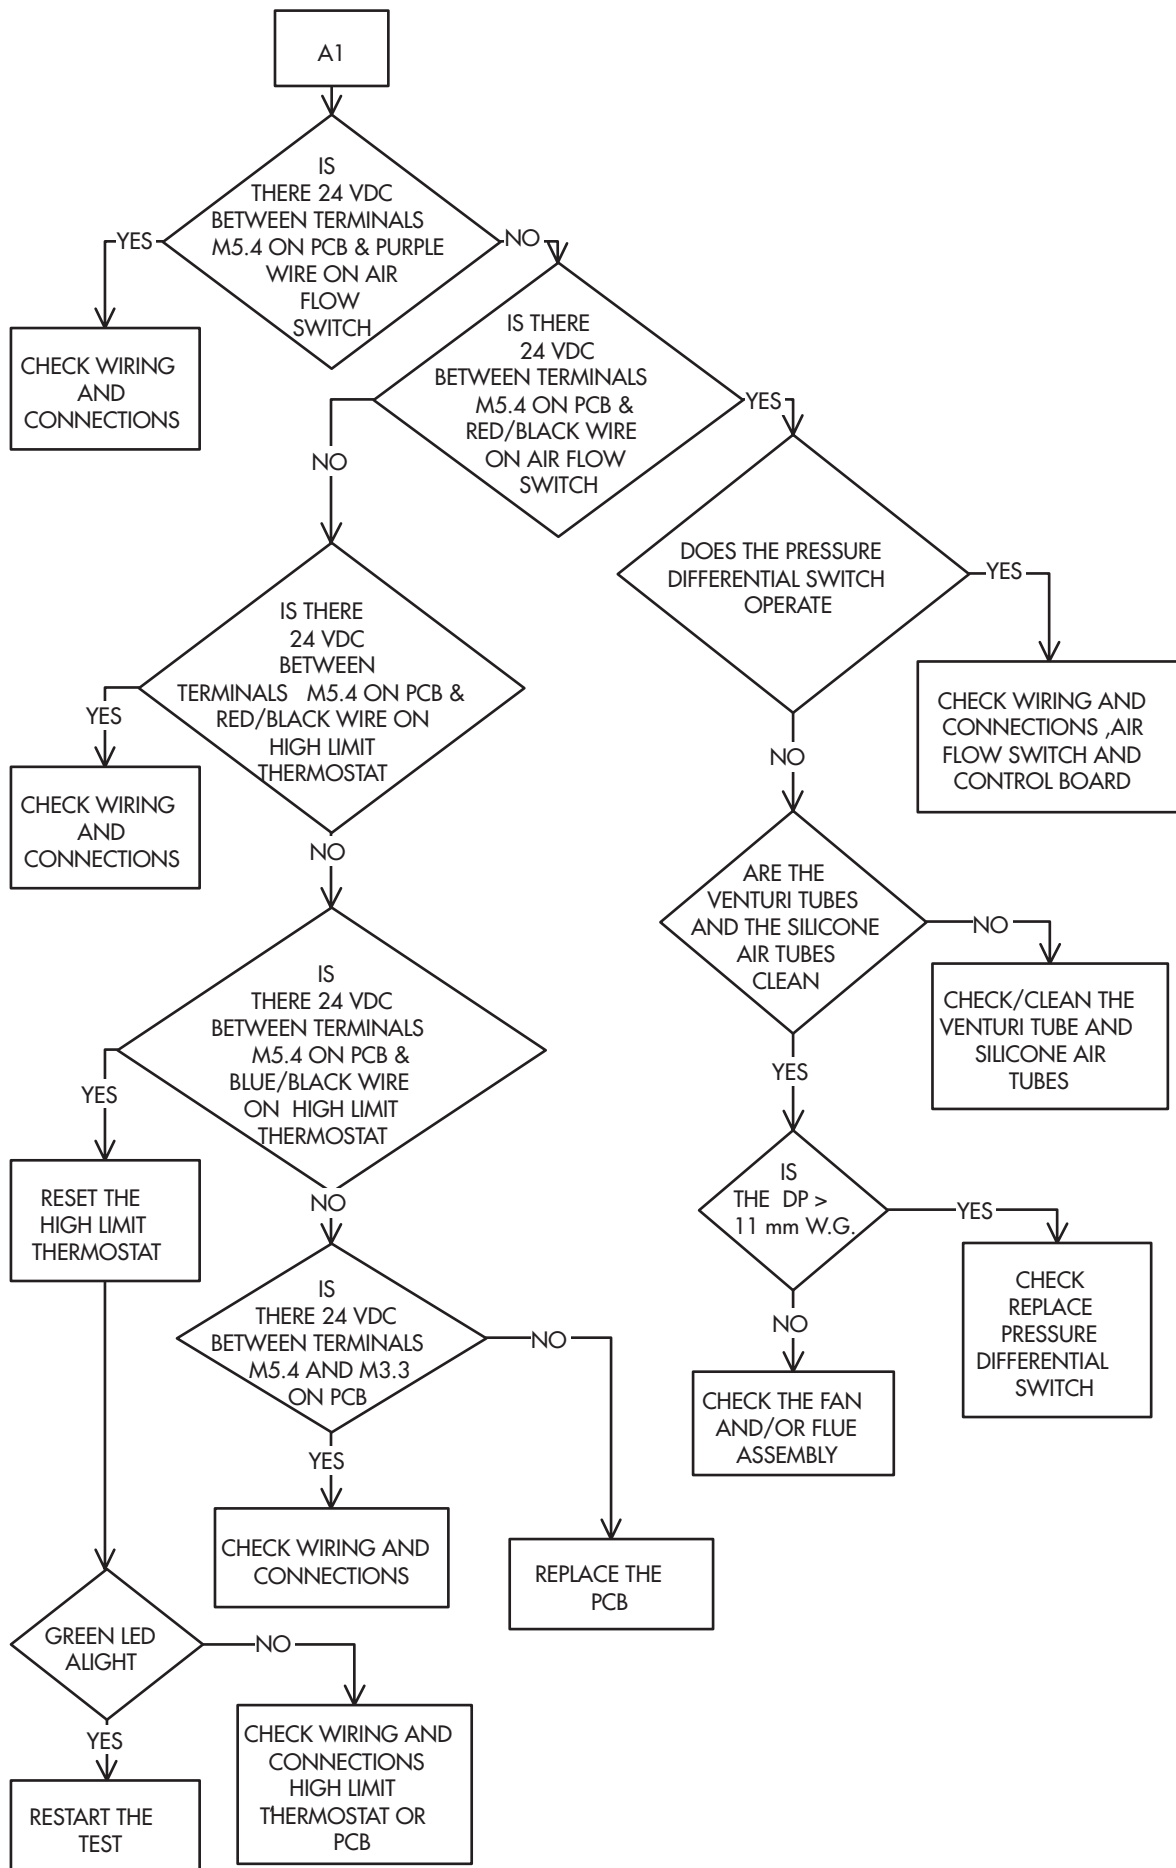 A1
IS
THERE 24 VDC
BETWEEN TERMINALS
M5.4 ON PCB & PURPLE
WIRE ON AIR
FLOW
SWITCH
YES
NO
CHECK WIRING
AND
CONNECTIONS
IS THERE
24 VDC
BETWEEN TERMINALS
M5.4 ON PCB &
RED/BLACK WIRE
ON AIR FLOW
SWITCH
YES
NO
DOES THE PRESSURE
DIFFERENTIAL SWITCH
OPERATE
YES
CHECK WIRING AND
CONNECTIONS ,AIR
FLOW SWITCH AND
CONTROL BOARD
NO
IS THERE
24 VDC
BETWEEN
TERMINALS M5.4 ON PCB &
RED/BLACK WIRE ON
HIGH LIMIT
THERMOSTAT
YES
CHECK WIRING
AND
CONNECTIONS
NO
ARE THE
VENTURI TUBES
AND THE SILICONE
AIR TUBES
CLEAN
NO
CHECK/CLEAN THE
VENTURI TUBE AND
SILICONE AIR
TUBES
YES
IS
THERE 24 VDC
BETWEEN TERMINALS
M5.4 ON PCB &
BLUE/BLACK WIRE
ON HIGH LIMIT
THERMOSTAT
YES
RESET THE
HIGH LIMIT
THERMOSTAT
NO
IS
THE DP >
11 mm W.G.
YES
CHECK
REPLACE
PRESSURE
DIFFERENTIAL
SWITCH
NO
CHECK THE FAN
AND/OR FLUE
ASSEMBLY
IS
THERE 24 VDC
BETWEEN TERMINALS
M5.4 AND M3.3
ON PCB
NO
YES
CHECK WIRING AND
CONNECTIONS
REPLACE THE
PCB
GREEN LED
ALIGHT
NO
YES
CHECK WIRING AND
CONNECTIONS
HIGH LIMIT
THERMOSTAT OR
PCB
RESTART THE
TEST